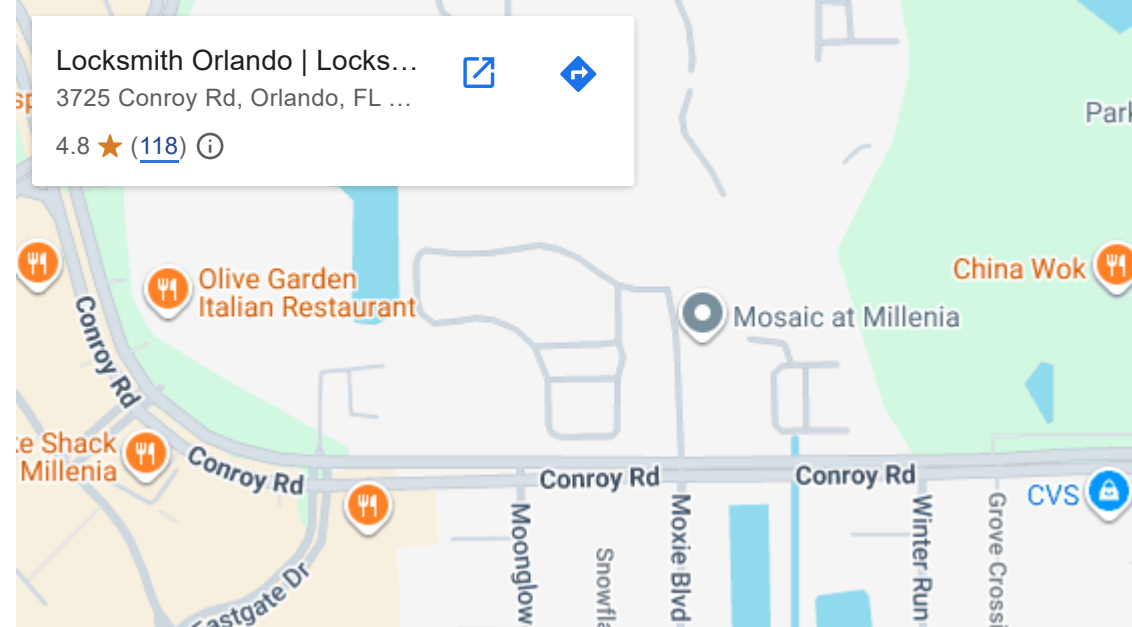 Locksmith Orlando | Locks...
3725 Conroy Rd, Orlando, FL ...
4.8 ★ (118)
Park
China Wok
Olive Garden
Italian Restaurant
Mosaic at Millenia
Conroy Rd
ke Shack
Millenia
Conroy Rd
Conroy Rd
Conroy Rd
CVS
Moonglow
Snowfla
Moxie Blvd
Winter Run
Grove Crossi
Eastgate Dr